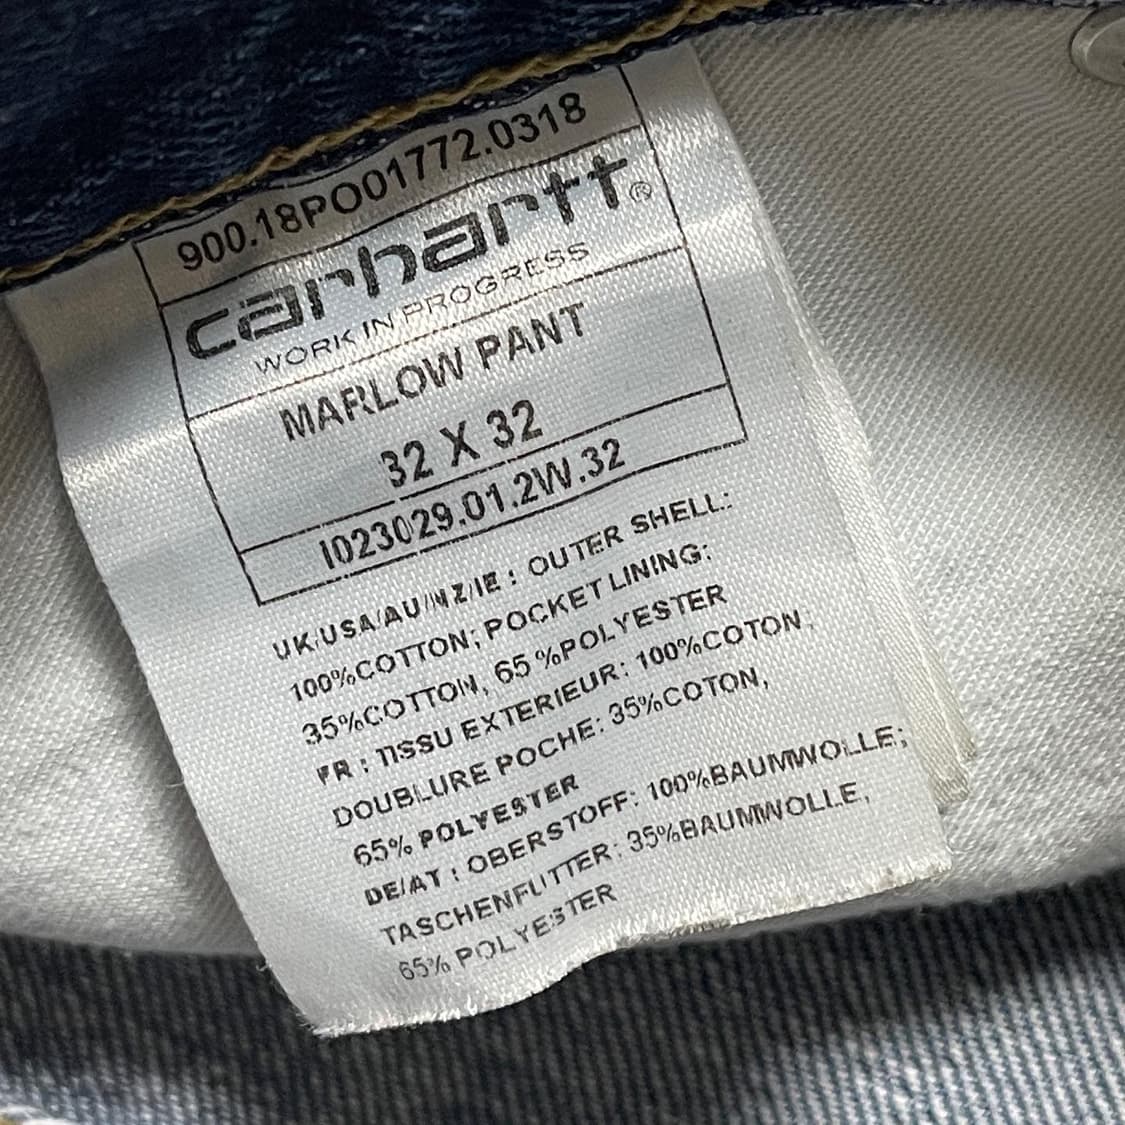 900.18PO01772.0318
carhartt®
WORK IN PROGRESS
MARLOW PANT
32 X 32
I023029.01.2W.32
UK/USA/AU/NZ/IE : OUTER SHELL:
100%COTTON; POCKET LINING:
35%COTTON, 65%POLYESTER
FR : TISSU EXTERIEUR: 100%COTON,
DOUBLURE POCHE: 35%COTON,
65% POLYESTER
DE/AT : OBERSTOFF: 100%BAUMWOLLE;
TASCHENFUTTER: 35%BAUMWOLLE,
65% POLYESTER